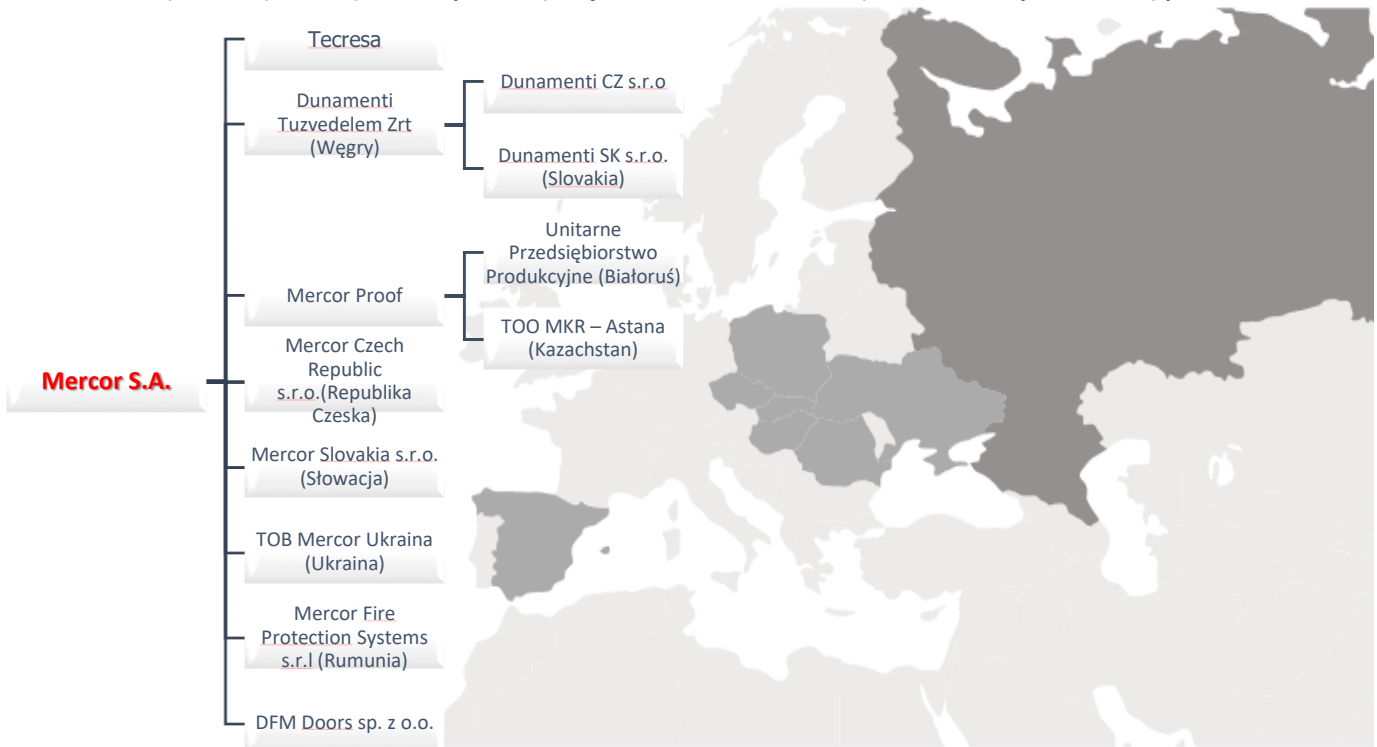 Mercor S.A.
Tecresa
Dunamenti
Tuzvedelem Zrt
(Węgry)
Dunamenti CZ s.r.o
Dunamenti SK s.r.o.
(Slovakia)
Mercor Proof
Unitarne
Przedsiębiorstwo
Produkcyjne (Białoruś)
TOO MKR – Astana
(Kazachstan)
Mercor Czech
Republic
s.r.o.(Republika
Czeska)
Mercor Slovakia s.r.o.
(Słowacja)
TOB Mercor Ukraina
(Ukraina)
Mercor Fire
Protection Systems
s.r.l (Rumunia)
DFM Doors sp. z o.o.